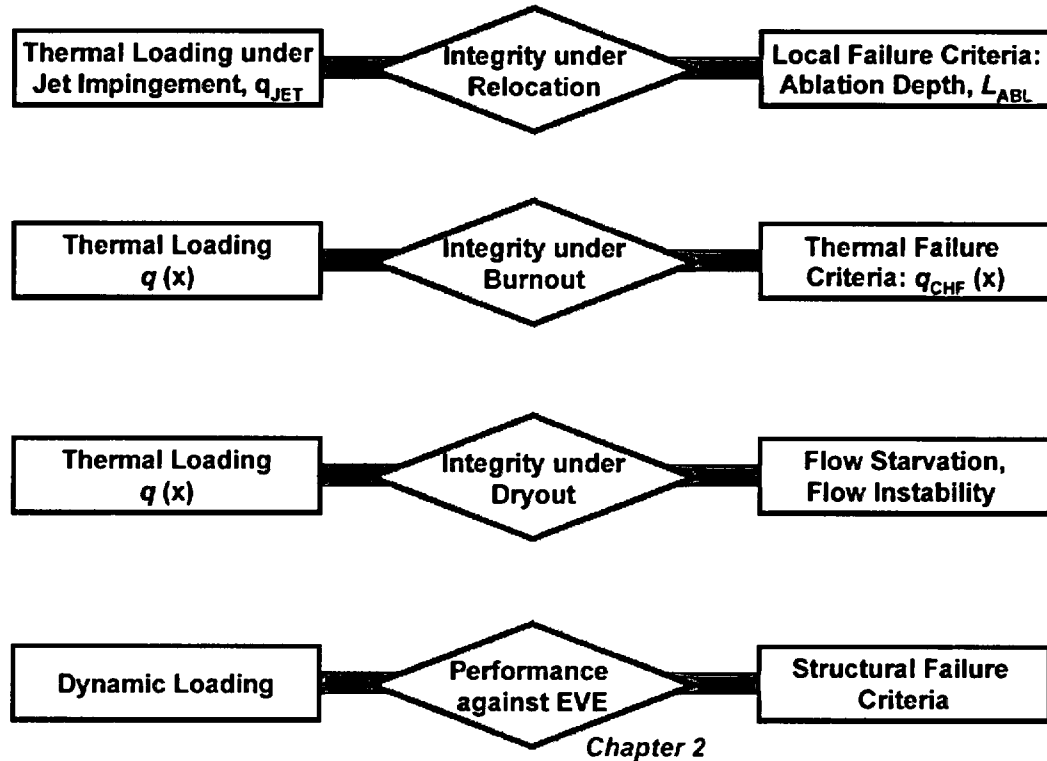 Thermal Loading under
Jet Impingement, qJET
Integrity under
Relocation
Local Failure Criteria:
Ablation Depth, LABL
Thermal Loading
q (x)
Integrity under
Burnout
Thermal Failure
Criteria: qCHF (x)
Thermal Loading
q (x)
Integrity under
Dryout
Flow Starvation,
Flow Instability
Dynamic Loading
Performance
against EVE
Structural Failure
Criteria
Chapter 2